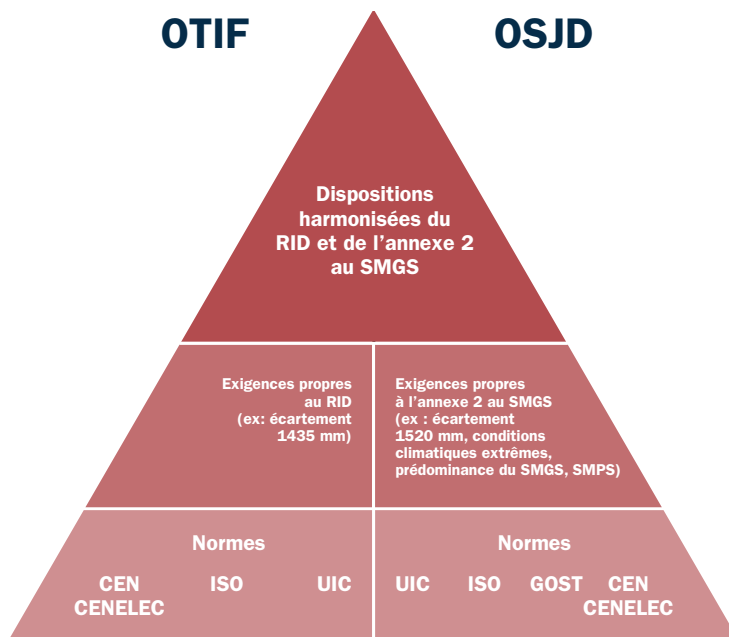 OTIF
OSJD
Dispositions
harmonisées du
RID et de l’annexe 2
au SMGS
Exigences propres
au RID
(ex: écartement
1435 mm)
Exigences propres
à l’annexe 2 au SMGS
(ex : écartement
1520 mm, conditions
climatiques extrêmes,
prédominance du SMGS, SMPS)
Normes
CEN
CENELEC
ISO
UIC
Normes
UIC
ISO
GOST
CEN
CENELEC